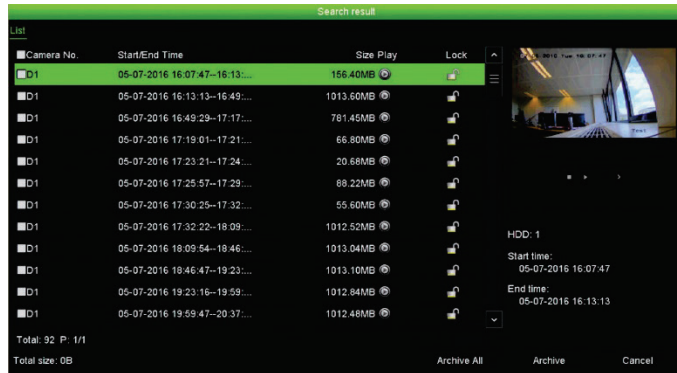 Search result
List
Camera No. Start/End Time Size Play Lock
D1 05-07-2016 16:07:47--16:13:... 156.40MB
D1 05-07-2016 16:13:13--16:49:... 1013.60MB
D1 05-07-2016 16:49:29--17:17:... 781.45MB
D1 05-07-2016 17:19:01--17:21:... 66.80MB
D1 05-07-2016 17:23:21--17:24:... 20.68MB
D1 05-07-2016 17:25:57--17:29:... 88.22MB
D1 05-07-2016 17:30:25--17:32:... 55.60MB
D1 05-07-2016 17:32:22--18:09:... 1012.52MB
D1 05-07-2016 18:09:54--18:46:... 1013.04MB
D1 05-07-2016 18:46:47--19:23:... 1013.10MB
D1 05-07-2016 19:23:16--19:59:... 1012.84MB
D1 05-07-2016 19:59:47--20:37:... 1012.48MB
2016 Tue 16:07:47
Test
HDD: 1
Start time:
05-07-2016 16:07:47
End time:
05-07-2016 16:13:13
Total: 92 P: 1/1
Total size: 0B Archive All Archive Cancel